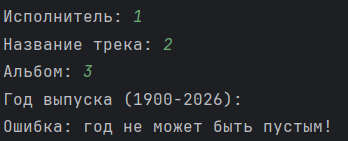 Исполнитель: 1
Название трека: 2
Альбом: 3
Год выпуска (1900-2026):
Ошибка: год не может быть пустым!